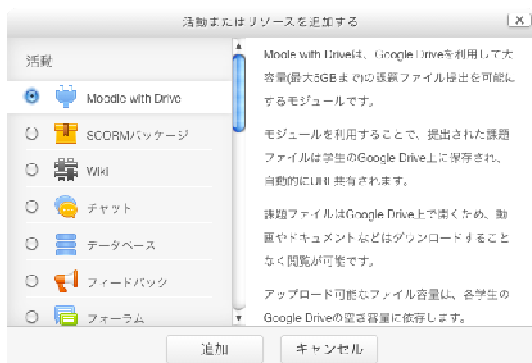 活動またはリソースを追加する
活動
Moodle with Drive
SCORMパッケージ
Wiki
チャット
データベース
フィードバック
フォーラム
Moole with Driveは、Google Driveを利用して大
容量(最大5GBまで)の課題ファイル提出を可能に
するモジュールです。
モジュールを利用することで、提出された課題
ファイルは学生のGoogle Drive上に保存され、
自動的にURL共有されます。
課題ファイルはGoogle Drive上で開くため、動
画やドキュメントなどはダウンロードすること
なく閲覧が可能です。
アップロード可能なファイル容量は、各学生の
Google Driveの空き容量に依存します。
追加
キャンセル